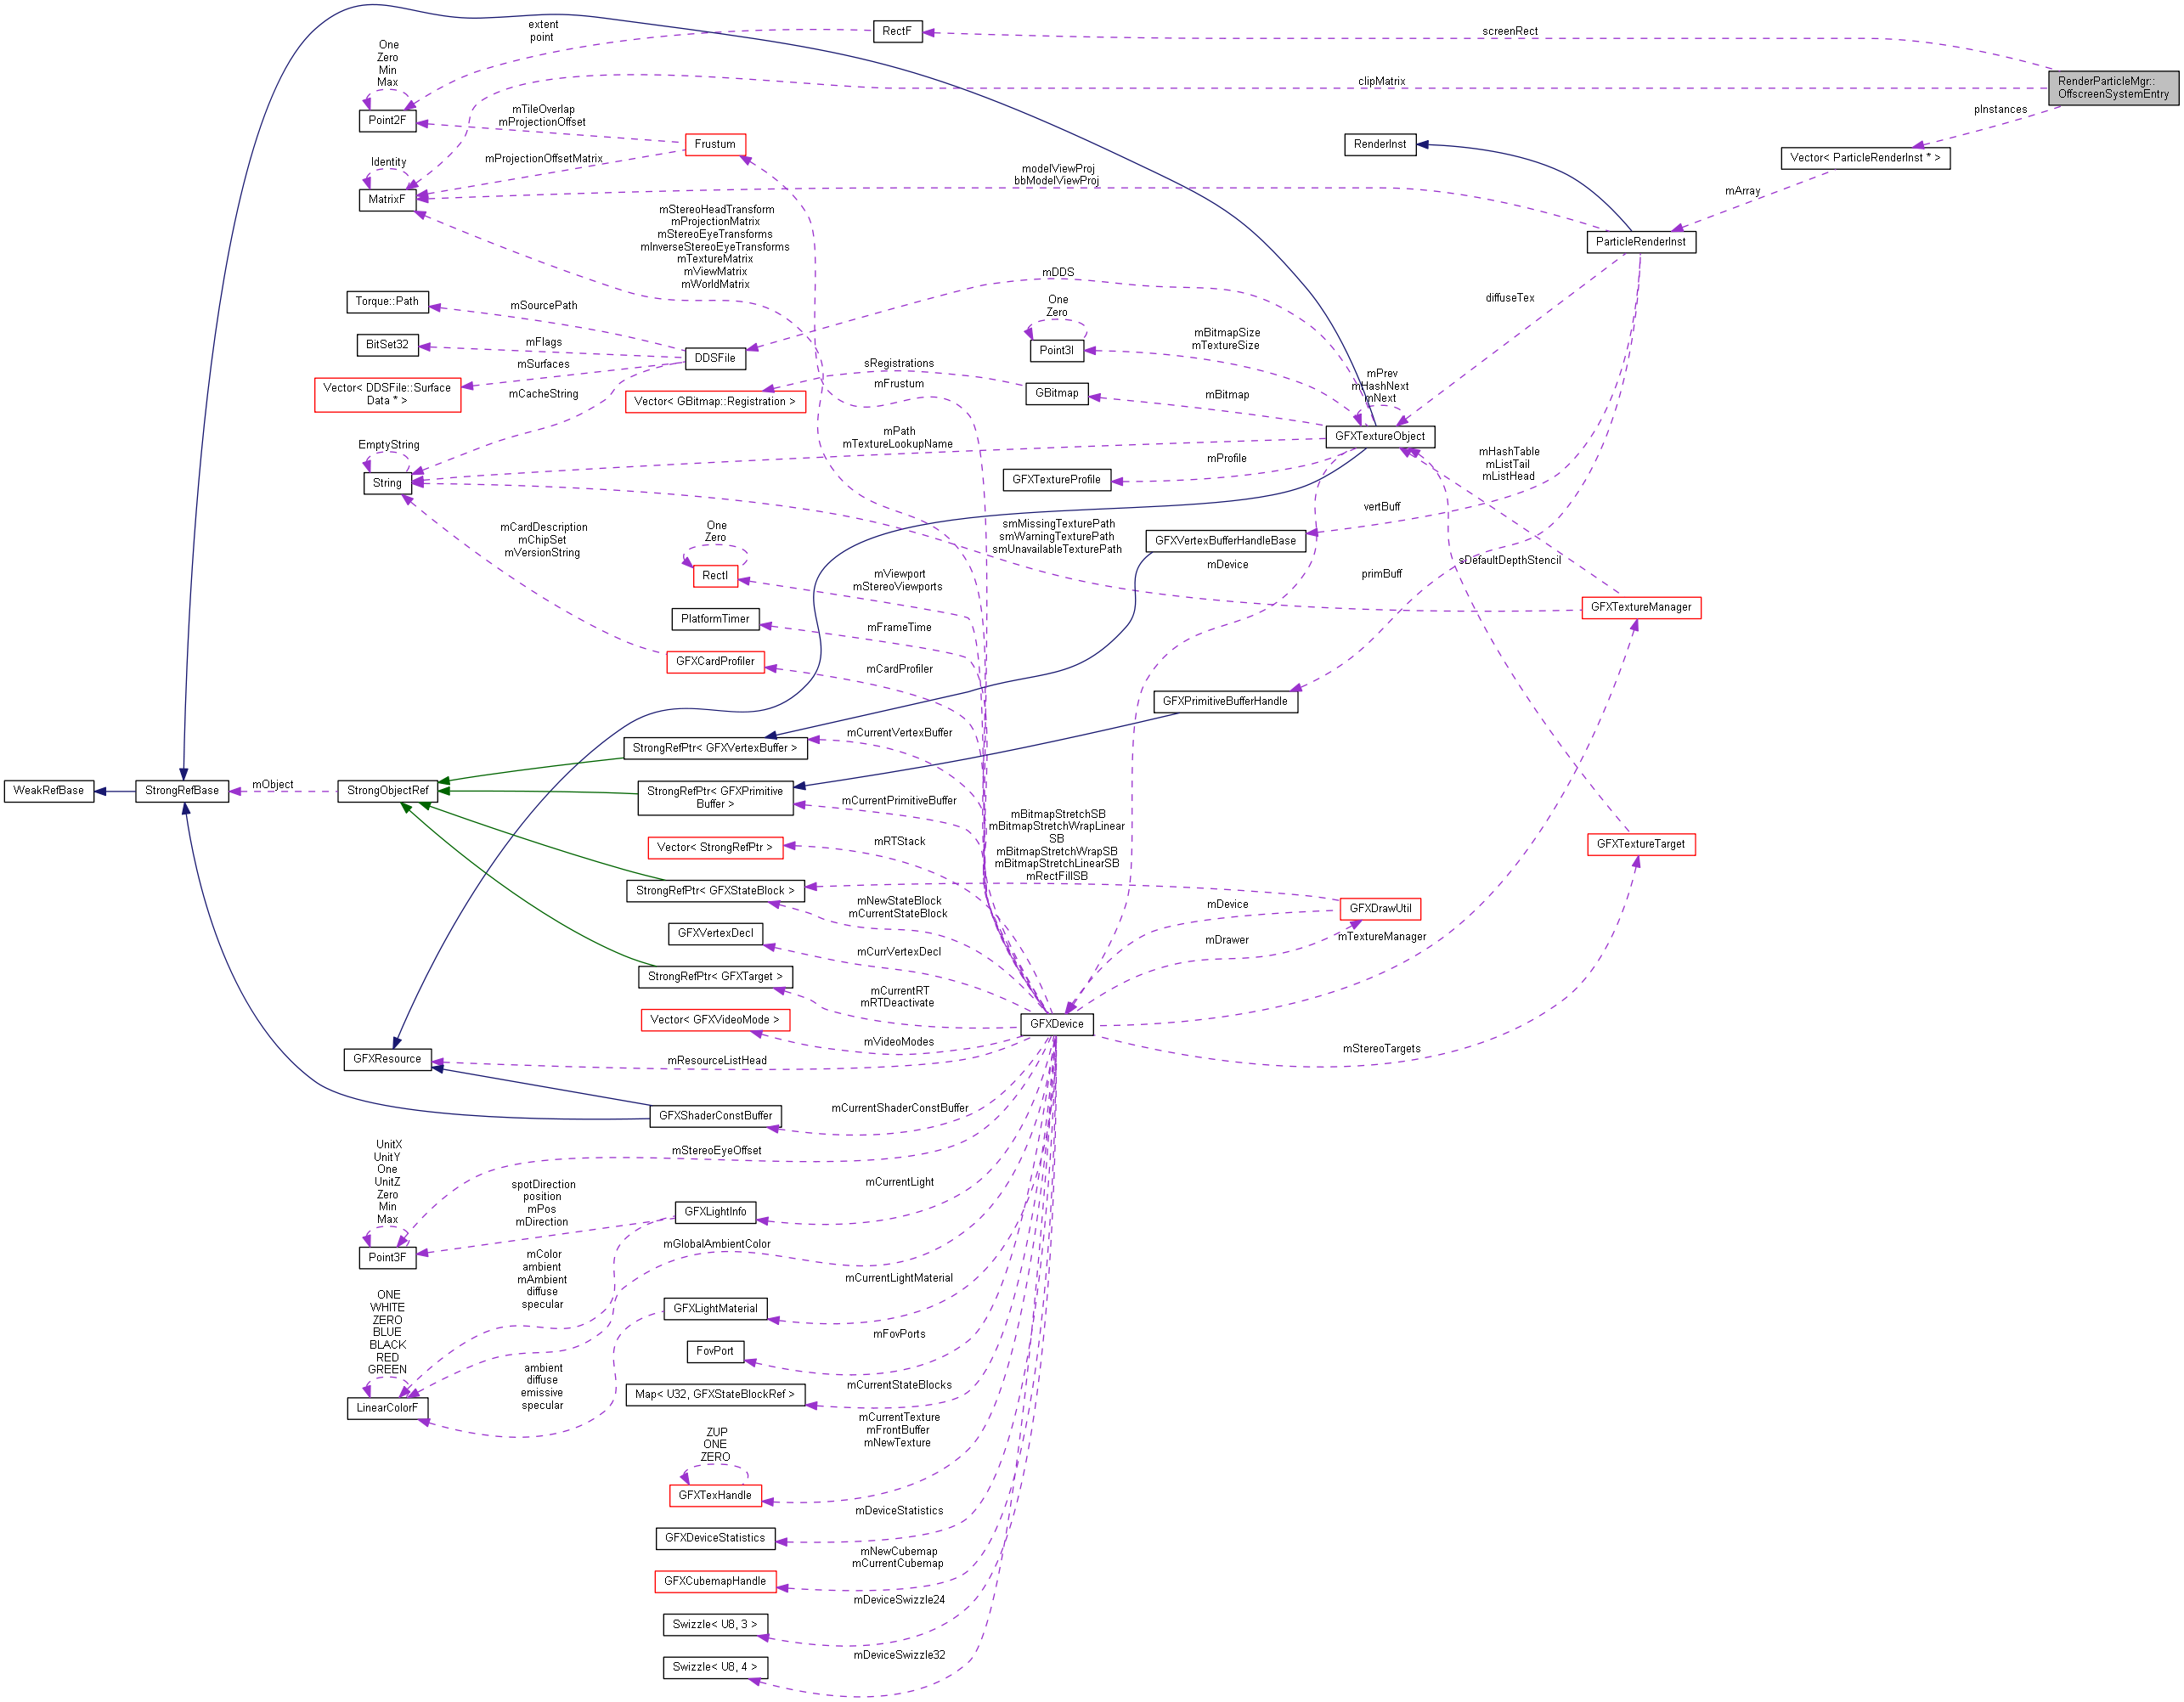 extent
point
RectF
screenRect
One
Zero
Min
Max
Point2F
mTileOverlap
mProjectionOffset
clipMatrix
RenderParticleMgr::
OffscreenSystemEntry
pInstances
Frustum
RenderInst
Vector< ParticleRenderInst * >
Identity
MatrixF
mProjectionOffsetMatrix
modelViewProj
bbModelViewProj
mArray
mStereoHeadTransform
mProjectionMatrix
mStereoEyeTransforms
mInverseStereoEyeTransforms
mTextureMatrix
mViewMatrix
mWorldMatrix
ParticleRenderInst
mDDS
Torque::Path
mSourcePath
One
Zero
diffuseTex
BitSet32
mFlags
DDSFile
Point3I
mBitmapSize
mTextureSize
mSurfaces
Vector< DDSFile::Surface
Data * >
sRegistrations
mCacheString
Vector< GBitmap::Registration >
mFrustum
GBitmap
mBitmap
mPrev
mHashNext
mNext
EmptyString
String
mPath
mTextureLookupName
GFXTextureObject
mProfile
GFXTextureProfile
mHashTable
mListTail
mListHead
vertBuff
mCardDescription
mChipSet
mVersionString
One
Zero
RectI
smMissingTexturePath
smWarningTexturePath
smUnavailableTexturePath
GFXVertexBufferHandleBase
mDevice
primBuff
sDefaultDepthStencil
mViewport
mStereoViewports
GFXTextureManager
PlatformTimer
mFrameTime
GFXCardProfiler
mCardProfiler
GFXPrimitiveBufferHandle
StrongRefPtr< GFXVertexBuffer >
mCurrentVertexBuffer
WeakRefBase
StrongRefBase
mObject
StrongObjectRef
StrongRefPtr< GFXPrimitive
Buffer >
mCurrentPrimitiveBuffer
mBitmapStretchSB
mBitmapStretchWrapLinear
SB
mBitmapStretchWrapSB
mBitmapStretchLinearSB
mRectFillSB
Vector< StrongRefPtr >
mRTStack
GFXTextureTarget
StrongRefPtr< GFXStateBlock >
mNewStateBlock
mCurrentStateBlock
mDevice
GFXDrawUtil
GFXVertexDecl
mCurVertexDecl
mDrawer
mTextureManager
StrongRefPtr< GFXTarget >
mCurrentRT
mRTDeactivate
Vector< GFXVideoMode >
mVideoModes
GFXDevice
mStereoTargets
GFXResource
mResourceListHead
GFXShaderConstBuffer
mCurrentShaderConstBuffer
UnitX
UnitY
One
UnitZ
Zero
Min
Max
Point3F
mStereoEyeOffset
spotDirection
position
mPos
mDirection
GFXLightInfo
mCurrentLight
mGlobalAmbientColor
mColor
ambient
mAmbient
diffuse
specular
mCurrentLightMaterial
GFXLightMaterial
ONE
WHITE
ZERO
BLUE
BLACK
RED
GREEN
LinearColorF
ambient
diffuse
emissive
specular
FovPort
mFovPorts
Map< U32, GFXStateBlockRef >
mCurrentStateBlocks
mCurrentTexture
mFrontBuffer
mNewTexture
ZUP
ONE
ZERO
GFXTexHandle
mDeviceStatistics
GFXDeviceStatistics
mNewCubemap
mCurrentCubemap
GFXCubemapHandle
mDeviceSwizzle24
Swizzle< U8, 3 >
mDeviceSwizzle32
Swizzle< U8, 4 >